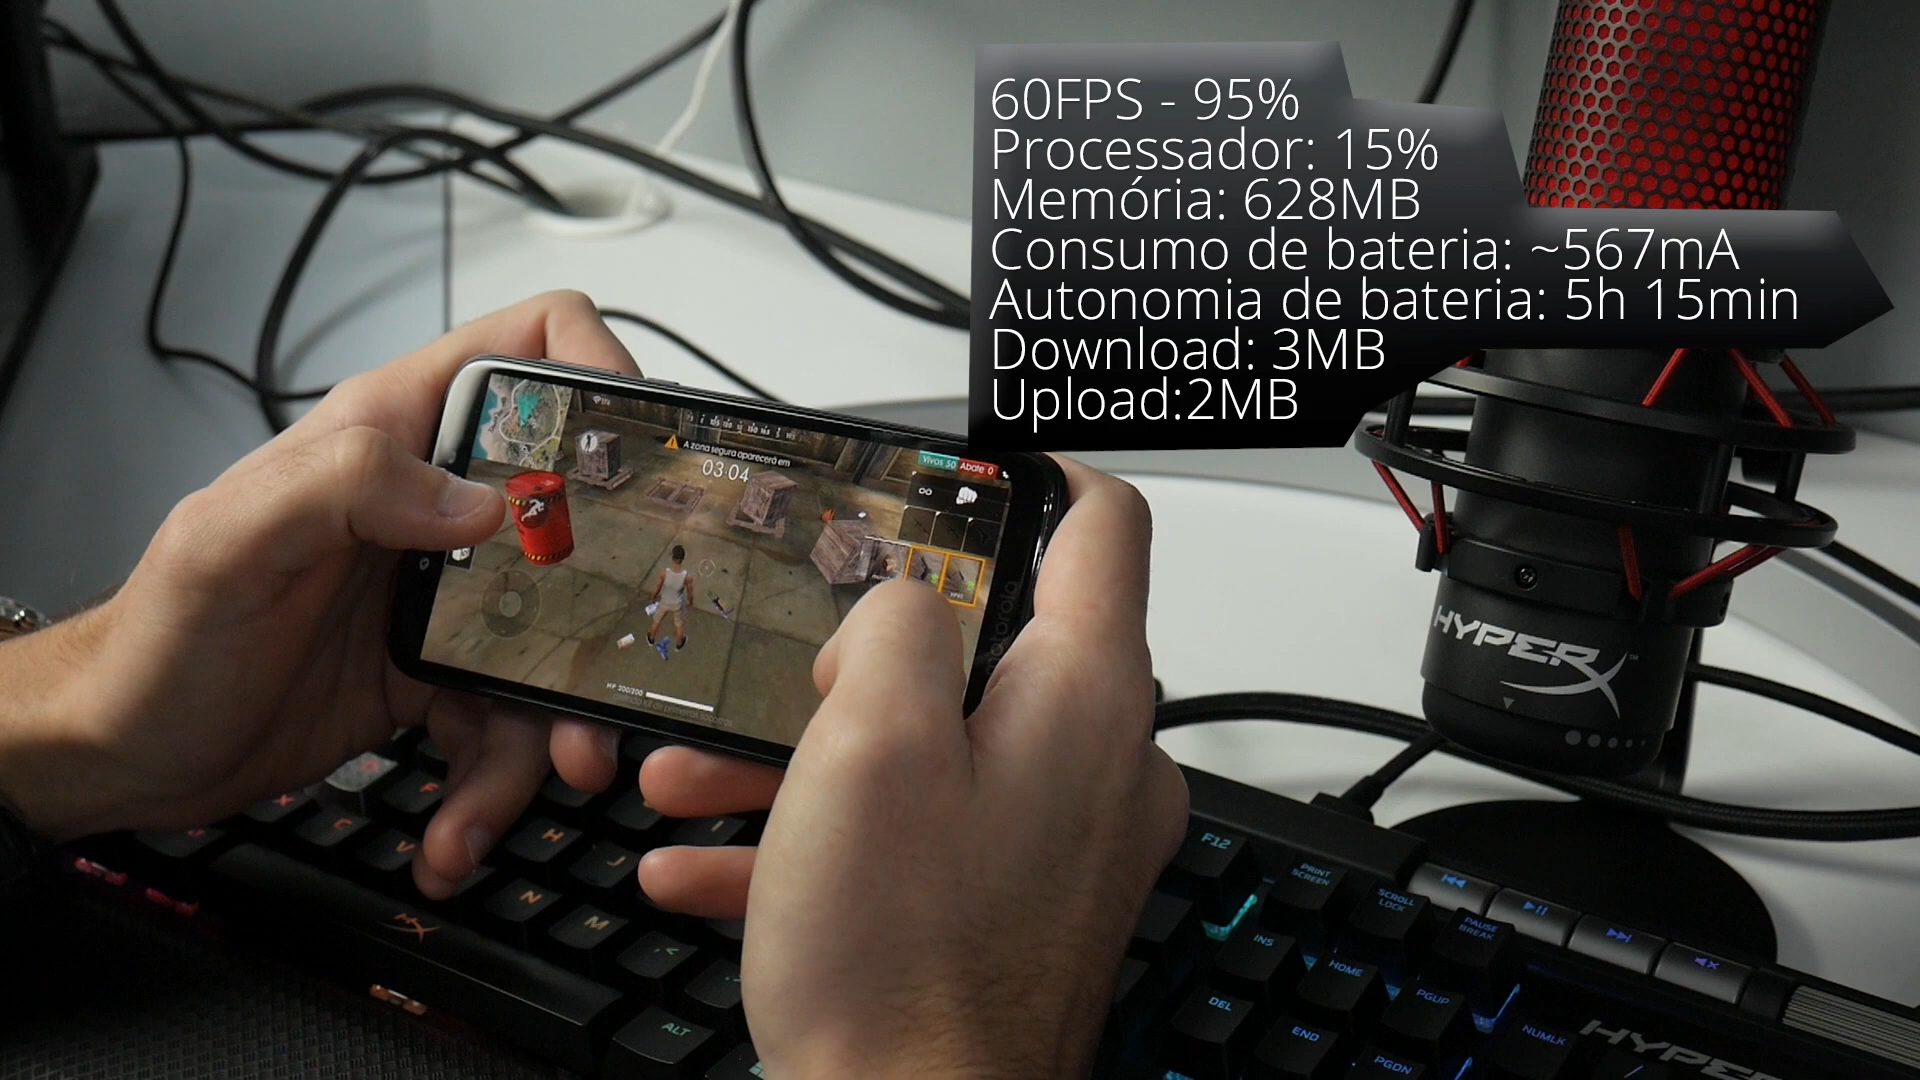 60FPS - 95%
Processador: 15%
Memória: 628MB
Consumo de bateria: ~567mA
Autonomia de bateria: 5h 15min
Download: 3MB
Upload:2MB
A zona segura aparecerá em
03:04
Vivos 50 Abate 0
HP 200/200
motorola
HYPERX
F
C
V
H
J
I
N
M
ALT
F12
PRINT SCREEN
SCROLL LOCK
PAUSE BREAK
INS
HOME
PGUP
NUMLK
DEL
END
PGDN
HYPER